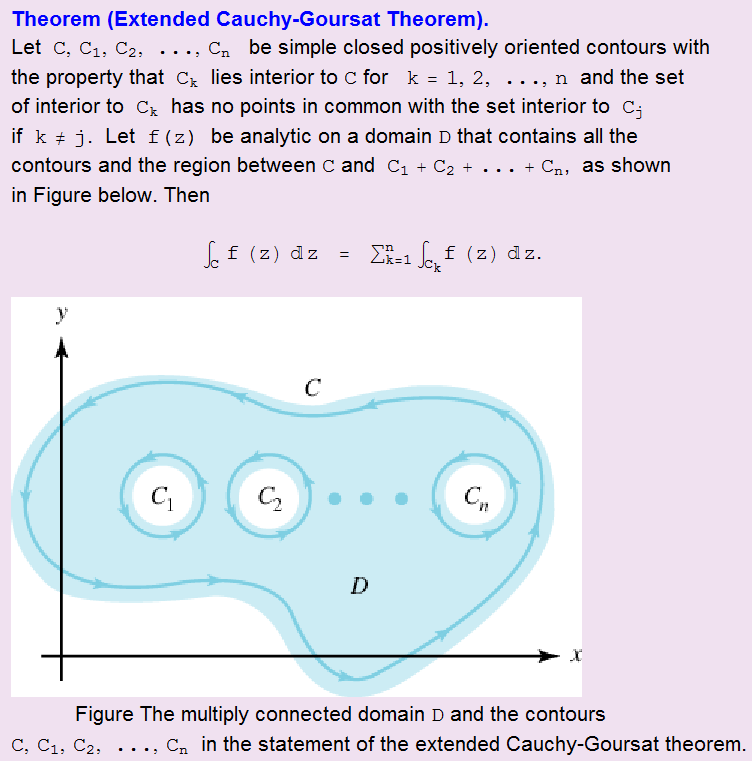 Theorem (Extended Cauchy-Goursat Theorem).
Let C, C₁, C₂, ..., Cₙ be simple closed positively oriented contours with
the property that Cₖ lies interior to C for k = 1, 2, ..., n and the set
of interior to Cₖ has no points in common with the set interior to Cⱼ
if k ≠ j. Let f(z) be analytic on a domain D that contains all the
contours and the region between C and C₁ + C₂ + ... + Cₙ, as shown
in Figure below. Then
∫_C f (z) ⅆz = ∑ⁿₖ₌₁ ∫_Cₖ f (z) ⅆz.
y
C
C₁ C₂ Cₙ
D
x
Figure The multiply connected domain D and the contours
C, C₁, C₂, ..., Cₙ in the statement of the extended Cauchy-Goursat theorem.